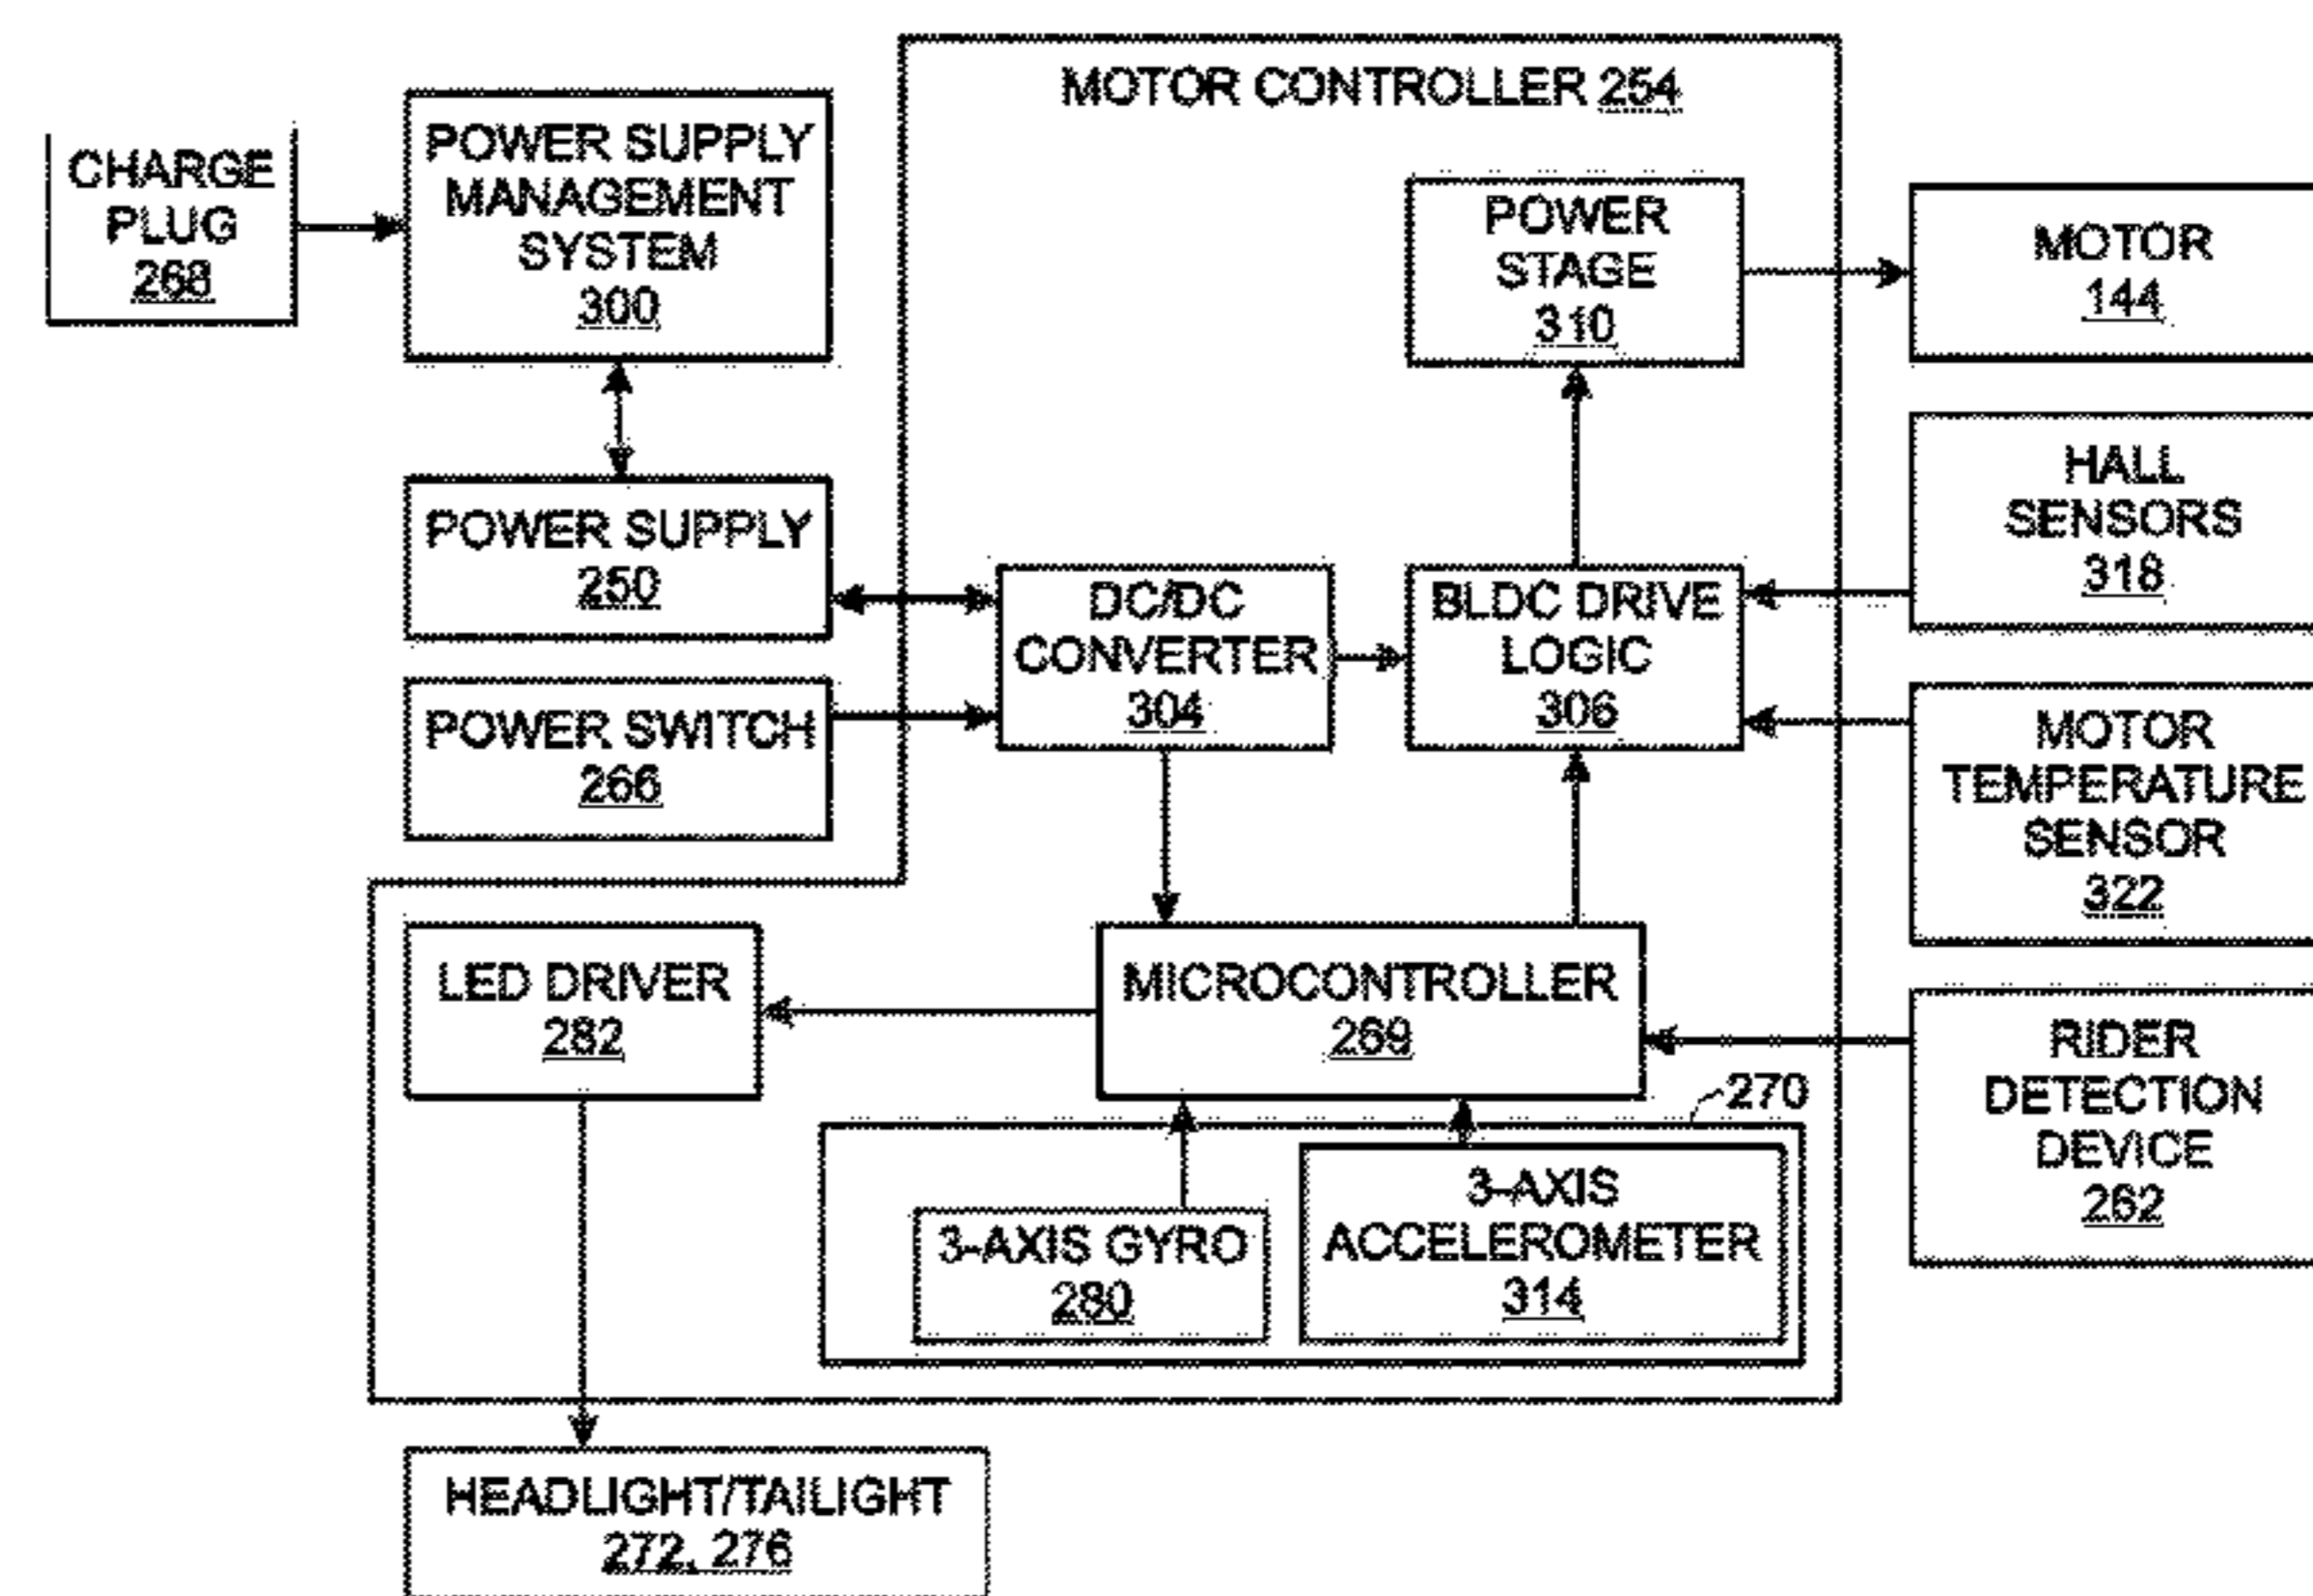 MOTOR CONTROLLER 254
CHARGE
PLUG
268
POWER SUPPLY
MANAGEMENT
SYSTEM
300
POWER
STAGE
310
MOTOR
144
POWER SUPPLY
250
HALL
SENSORS
318
DC/DC
CONVERTER
304
BLDC DRIVE
LOGIC
306
POWER SWITCH
266
MOTOR
TEMPERATURE
SENSOR
322
LED DRIVER
282
MICROCONTROLLER
269
RIDER
DETECTION
DEVICE
262
270
3-AXIS GYRO
280
3-AXIS
ACCELEROMETER
314
HEADLIGHT/TAILIGHT
272, 276